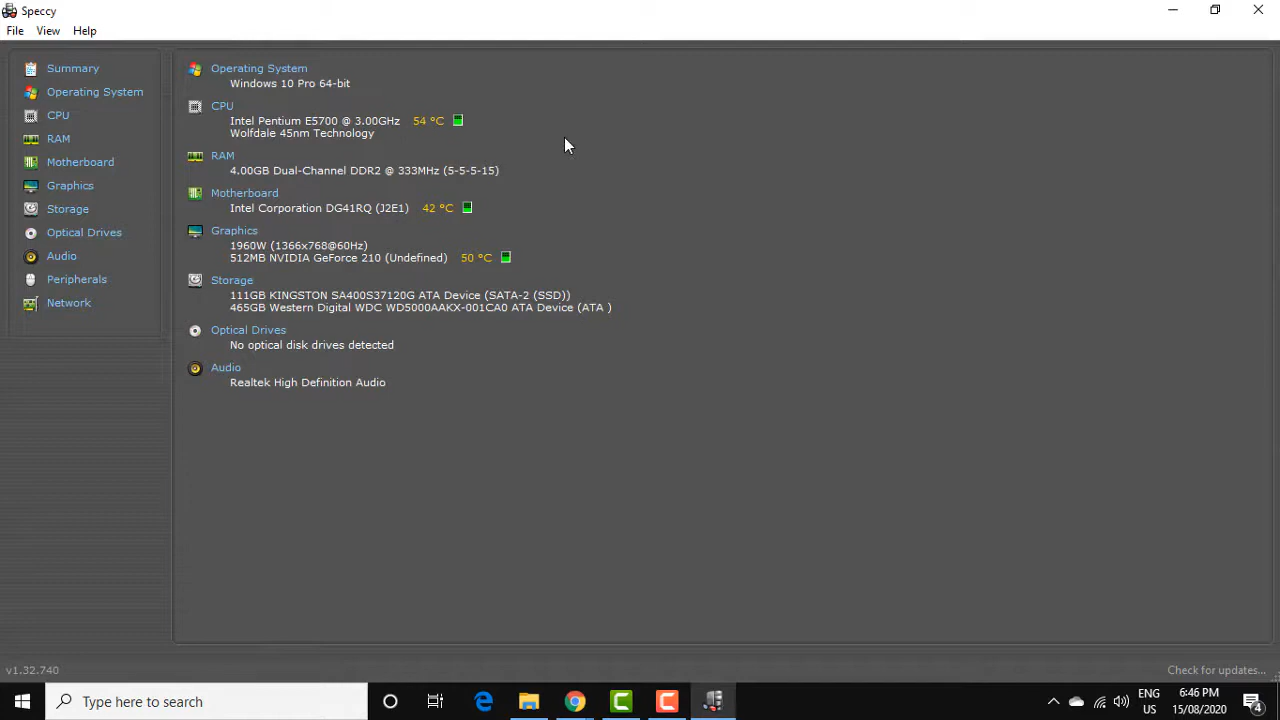 Speccy
File View Help
Summary
Operating System
CPU
RAM
Motherboard
Graphics
Storage
Optical Drives
Audio
Peripherals
Network
Operating System
Windows 10 Pro 64-bit
CPU
Intel Pentium E5700 @ 3.00GHz 54 °C
Wolfdale 45nm Technology
RAM
4.00GB Dual-Channel DDR2 @ 333MHz (5-5-5-15)
Motherboard
Intel Corporation DG41RQ (J2E1) 42 °C
Graphics
1960W (1366x768@60Hz)
512MB NVIDIA GeForce 210 (Undefined) 50 °C
Storage
111GB KINGSTON SA400S37120G ATA Device (SATA-2 (SSD))
465GB Western Digital WDC WD5000AAKX-001CA0 ATA Device (ATA )
Optical Drives
No optical disk drives detected
Audio
Realtek High Definition Audio
v1.32.740
Check for updates...
Type here to search
ENG
US
6:46 PM
15/08/2020
4